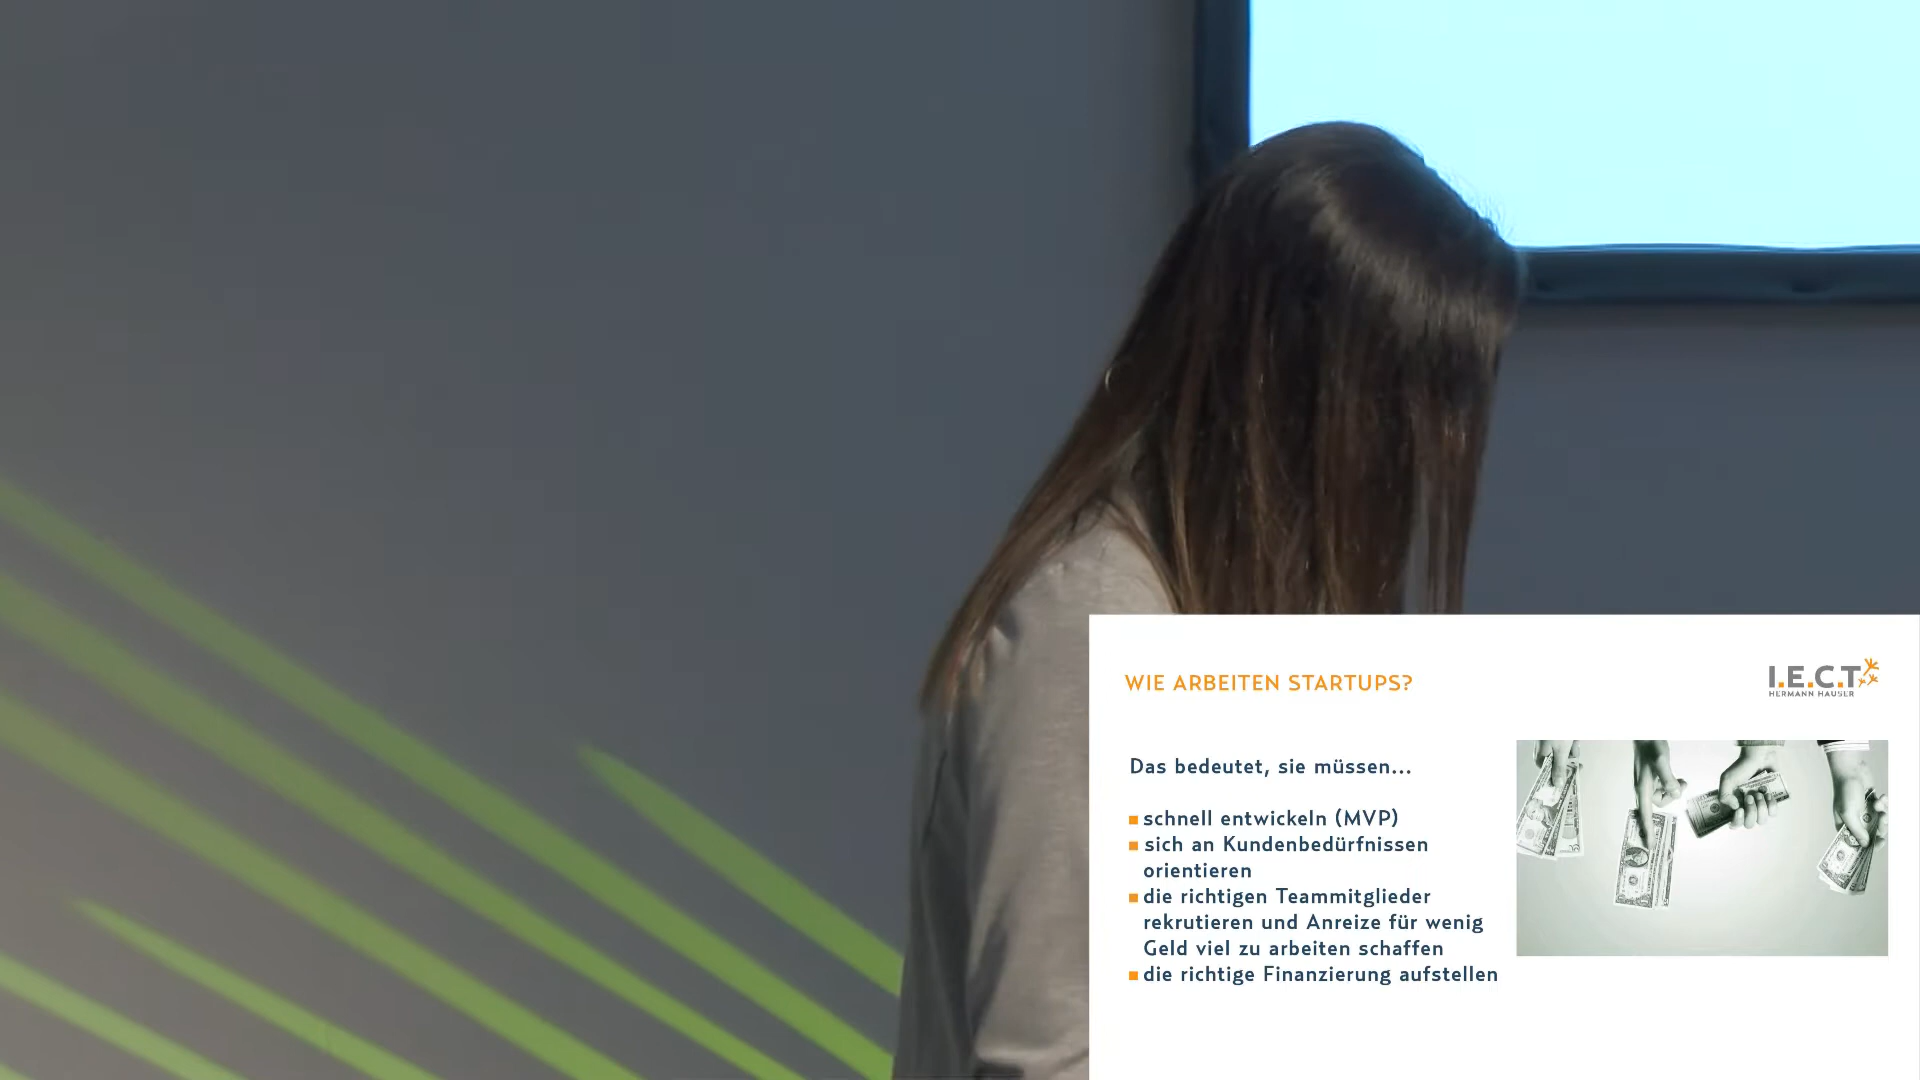 WIE ARBEITEN STARTUPS?
I.E.C.T
HERMANN HAUSER
Das bedeutet, sie müssen...
schnell entwickeln (MVP)
sich an Kundenbedürfnissen
orientieren
die richtigen Teammitglieder
rekrutieren und Anreize für wenig
Geld viel zu arbeiten schaffen
die richtige Finanzierung aufstellen